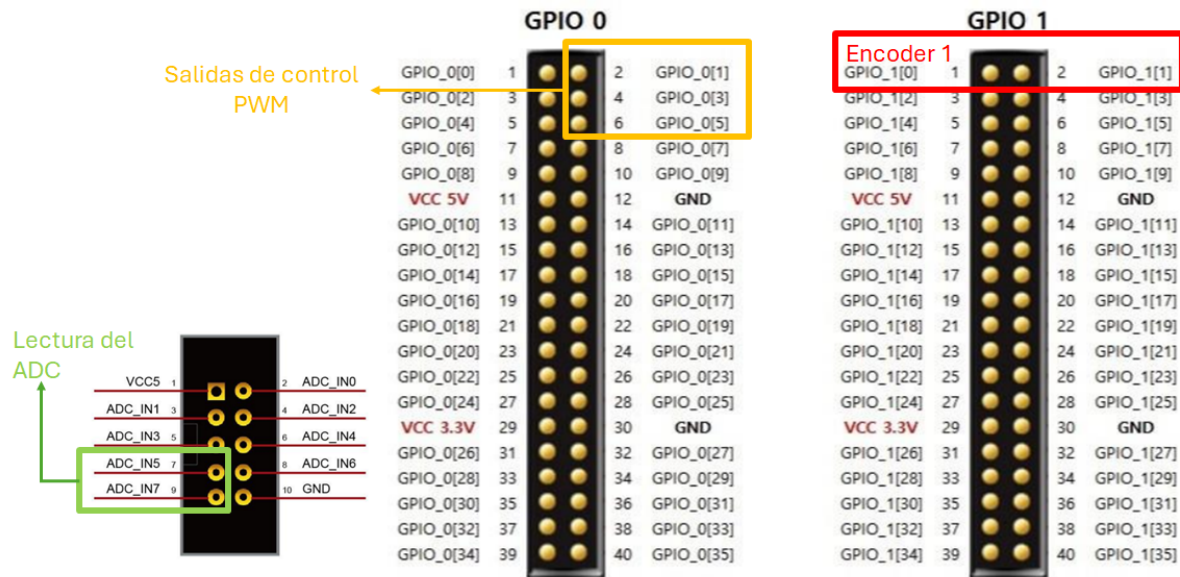 GPIO 0
GPIO 1
Salidas de control
PWM
Encoder 1
GPIO_0[0] 1 2 GPIO_0[1]
GPIO_0[2] 3 4 GPIO_0[3]
GPIO_0[4] 5 6 GPIO_0[5]
GPIO_0[6] 7 8 GPIO_0[7]
GPIO_0[8] 9 10 GPIO_0[9]
VCC 5V 11 12 GND
GPIO_0[10] 13 14 GPIO_0[11]
GPIO_0[12] 15 16 GPIO_0[13]
GPIO_0[14] 17 18 GPIO_0[15]
GPIO_0[16] 19 20 GPIO_0[17]
GPIO_0[18] 21 22 GPIO_0[19]
GPIO_0[20] 23 24 GPIO_0[21]
GPIO_0[22] 25 26 GPIO_0[23]
GPIO_0[24] 27 28 GPIO_0[25]
VCC 3.3V 29 30 GND
GPIO_0[26] 31 32 GPIO_0[27]
GPIO_0[28] 33 34 GPIO_0[29]
GPIO_0[30] 35 36 GPIO_0[31]
GPIO_0[32] 37 38 GPIO_0[33]
GPIO_0[34] 39 40 GPIO_0[35]
GPIO_1[0] 1 2 GPIO_1[1]
GPIO_1[2] 3 4 GPIO_1[3]
GPIO_1[4] 5 6 GPIO_1[5]
GPIO_1[6] 7 8 GPIO_1[7]
GPIO_1[8] 9 10 GPIO_1[9]
VCC 5V 11 12 GND
GPIO_1[10] 13 14 GPIO_1[11]
GPIO_1[12] 15 16 GPIO_1[13]
GPIO_1[14] 17 18 GPIO_1[15]
GPIO_1[16] 19 20 GPIO_1[17]
GPIO_1[18] 21 22 GPIO_1[19]
GPIO_1[20] 23 24 GPIO_1[21]
GPIO_1[22] 25 26 GPIO_1[23]
GPIO_1[24] 27 28 GPIO_1[25]
VCC 3.3V 29 30 GND
GPIO_1[26] 31 32 GPIO_1[27]
GPIO_1[28] 33 34 GPIO_1[29]
GPIO_1[30] 35 36 GPIO_1[31]
GPIO_1[32] 37 38 GPIO_1[33]
GPIO_1[34] 39 40 GPIO_1[35]
Lectura del
ADC
VCC5 1 2 ADC_IN0
ADC_IN1 3 4 ADC_IN2
ADC_IN3 5 6 ADC_IN4
ADC_IN5 7 8 ADC_IN6
ADC_IN7 9 10 GND